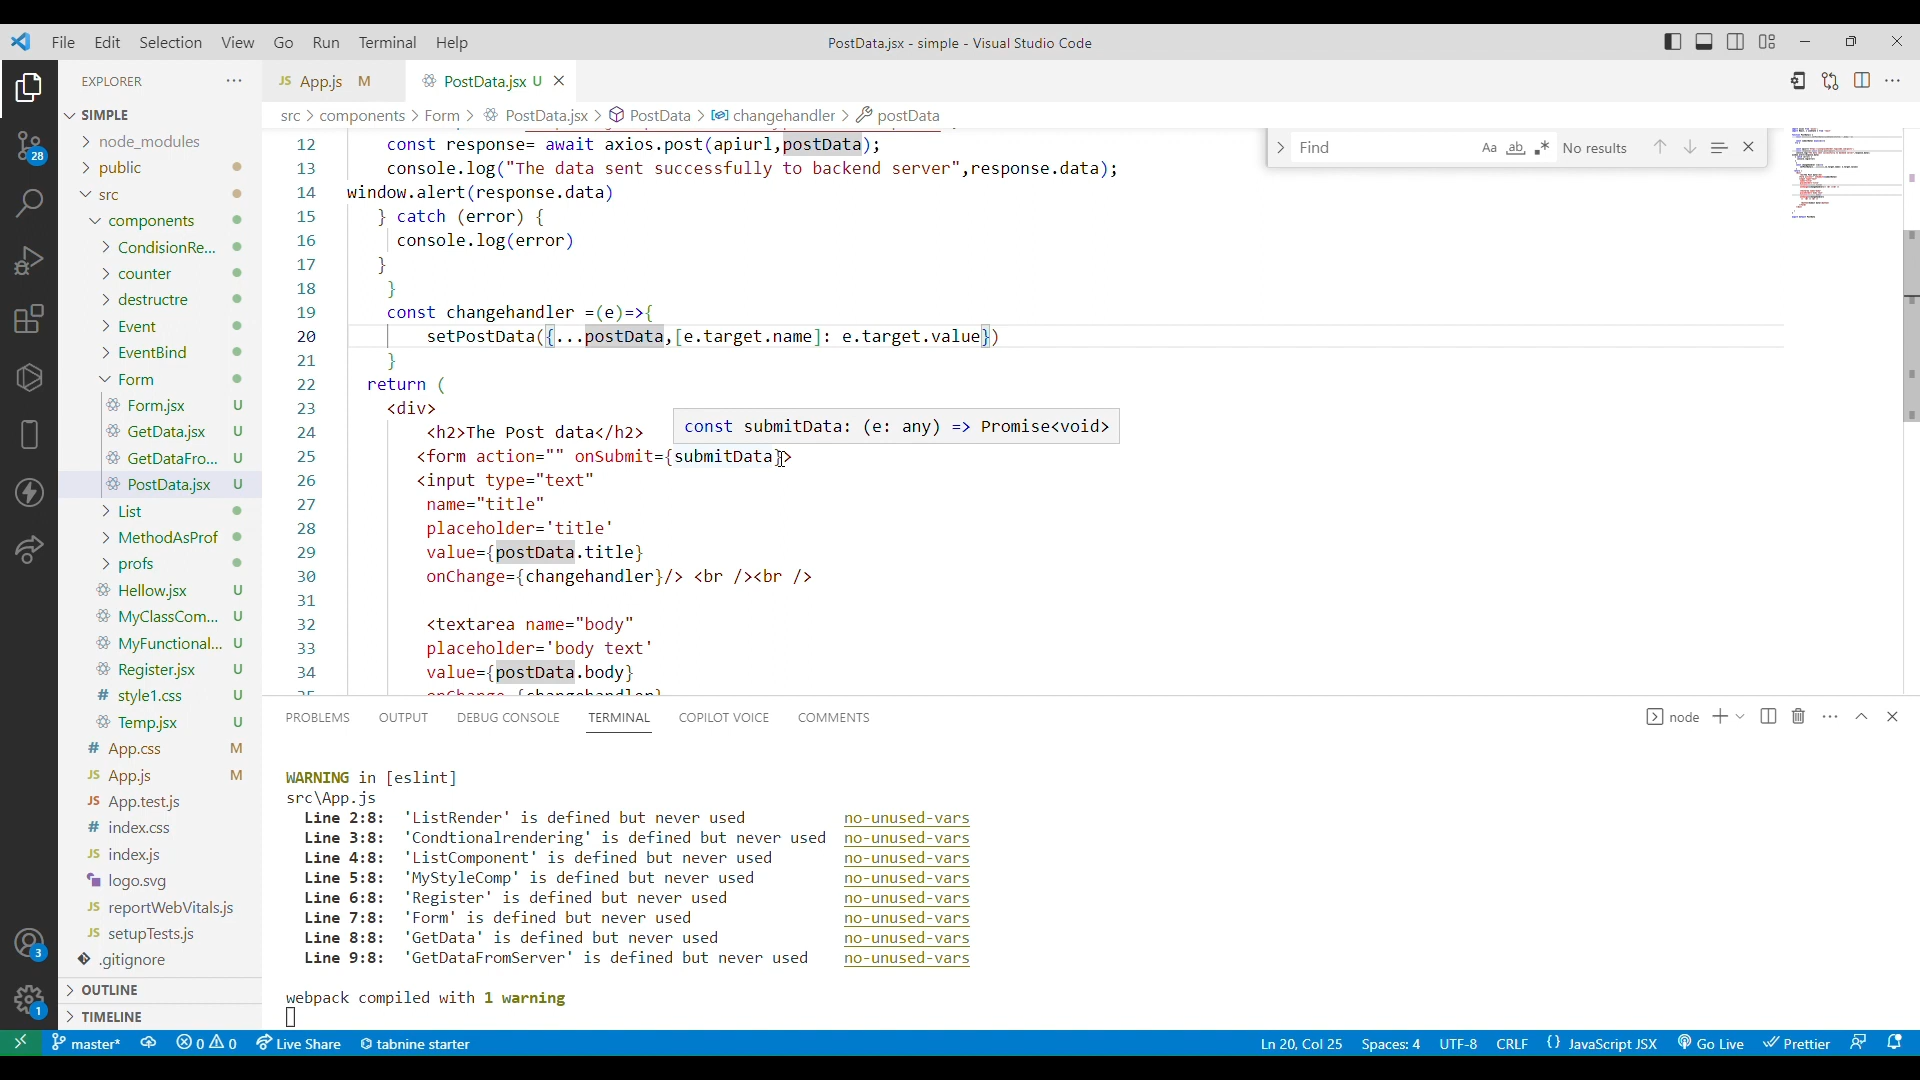 File Edit Selection View Go Run Terminal Help
PostData.jsx - simple - Visual Studio Code
EXPLORER
JS App.js M
PostData.jsx U
src > components > Form > PostData.jsx > PostData > changehandler > postData
SIMPLE
node_modules
public
src
components
CondisionRe...
counter
destructre
Event
EventBind
Form
Form.jsx U
GetData.jsx U
GetDataFro... U
PostData.jsx U
List
MethodAsProf
profs
Hellow.jsx U
MyClassCom... U
MyFunctional... U
Register.jsx U
# style1.css U
Temp.jsx U
# App.css M
JS App.js M
JS App.test.js
# index.css
JS index.js
logo.svg
JS reportWebVitals.js
JS setupTests.js
.gitignore
OUTLINE
TIMELINE
28
3
1
Find
Aa ab .*
No results
12 const response= await axios.post(apiurl,postData);
13 console.log("The data sent successfully to backend server",response.data);
14 window.alert(response.data)
15 } catch (error) {
16 console.log(error)
17 }
18 }
19 const changehandler =(e)=>{
20 setPostData({...postData,[e.target.name]: e.target.value})
21 }
22 return (
23 <div>
24 <h2>The Post data</h2>
const submitData: (e: any) => Promise<void>
25 <form action="" onSubmit={submitData}>
26 <input type="text"
27 name="title"
28 placeholder='title'
29 value={postData.title}
30 onChange={changehandler}/> <br /><br />
31
32 <textarea name="body"
33 placeholder='body text'
34 value={postData.body}
PROBLEMS OUTPUT DEBUG CONSOLE TERMINAL COPILOT VOICE COMMENTS
node
WARNING in [eslint]
src\App.js
Line 2:8: 'ListRender' is defined but never used no-unused-vars
Line 3:8: 'Condtionalrendering' is defined but never used no-unused-vars
Line 4:8: 'ListComponent' is defined but never used no-unused-vars
Line 5:8: 'MyStyleComp' is defined but never used no-unused-vars
Line 6:8: 'Register' is defined but never used no-unused-vars
Line 7:8: 'Form' is defined but never used no-unused-vars
Line 8:8: 'GetData' is defined but never used no-unused-vars
Line 9:8: 'GetDataFromServer' is defined but never used no-unused-vars
webpack compiled with 1 warning
master* 0 0 Live Share tabnine starter
Ln 20, Col 25 Spaces: 4 UTF-8 CRLF {} JavaScript JSX Go Live Prettier